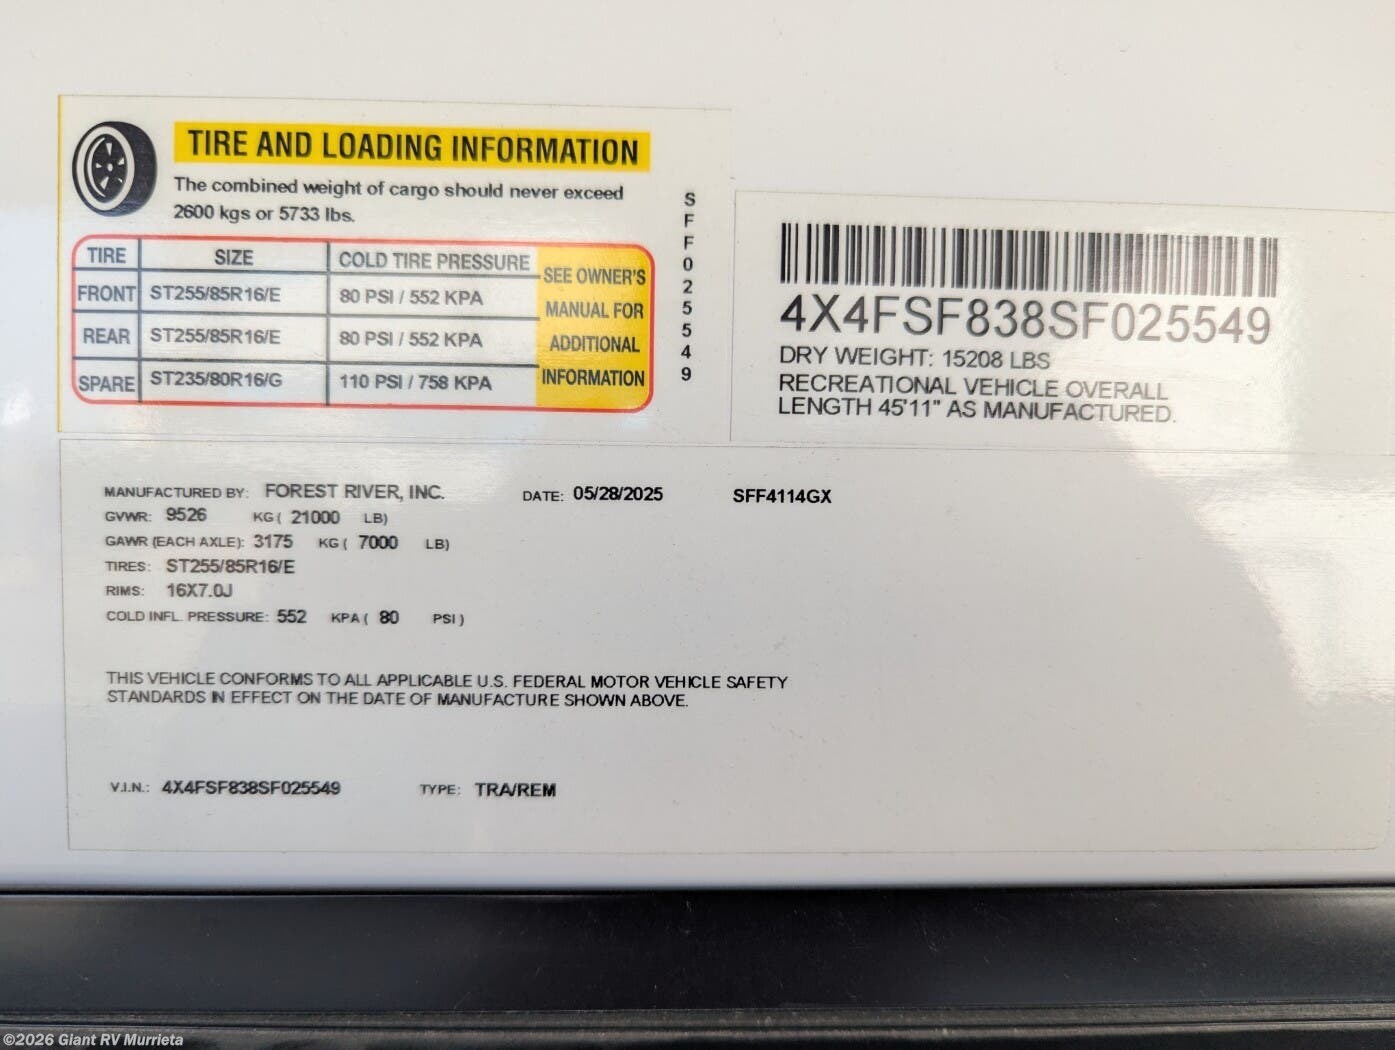 TIRE AND LOADING INFORMATION
The combined weight of cargo should never exceed
2600 kgs or 5733 lbs.
TIRE SIZE COLD TIRE PRESSURE
FRONT ST255/85R16/E 80 PSI / 552 KPA
REAR ST255/85R16/E 80 PSI / 552 KPA
SPARE ST235/80R16/G 110 PSI / 758 KPA
SEE OWNER'S
MANUAL FOR
ADDITIONAL
INFORMATION
SFF025549
4X4FSF838SF025549
DRY WEIGHT: 15208 LBS
RECREATIONAL VEHICLE OVERALL
LENGTH 45'11" AS MANUFACTURED.
MANUFACTURED BY: FOREST RIVER, INC. DATE: 05/28/2025 SFF4114GX
GVWR: 9526 KG ( 21000 LB)
GAWR (EACH AXLE): 3175 KG ( 7000 LB)
TIRES: ST255/85R16/E
RIMS: 16X7.0J
COLD INFL. PRESSURE: 552 KPA ( 80 PSI )
THIS VEHICLE CONFORMS TO ALL APPLICABLE U.S. FEDERAL MOTOR VEHICLE SAFETY
STANDARDS IN EFFECT ON THE DATE OF MANUFACTURE SHOWN ABOVE.
V.I.N.: 4X4FSF838SF025549 TYPE: TRA/REM
©2026 Giant RV Murrieta